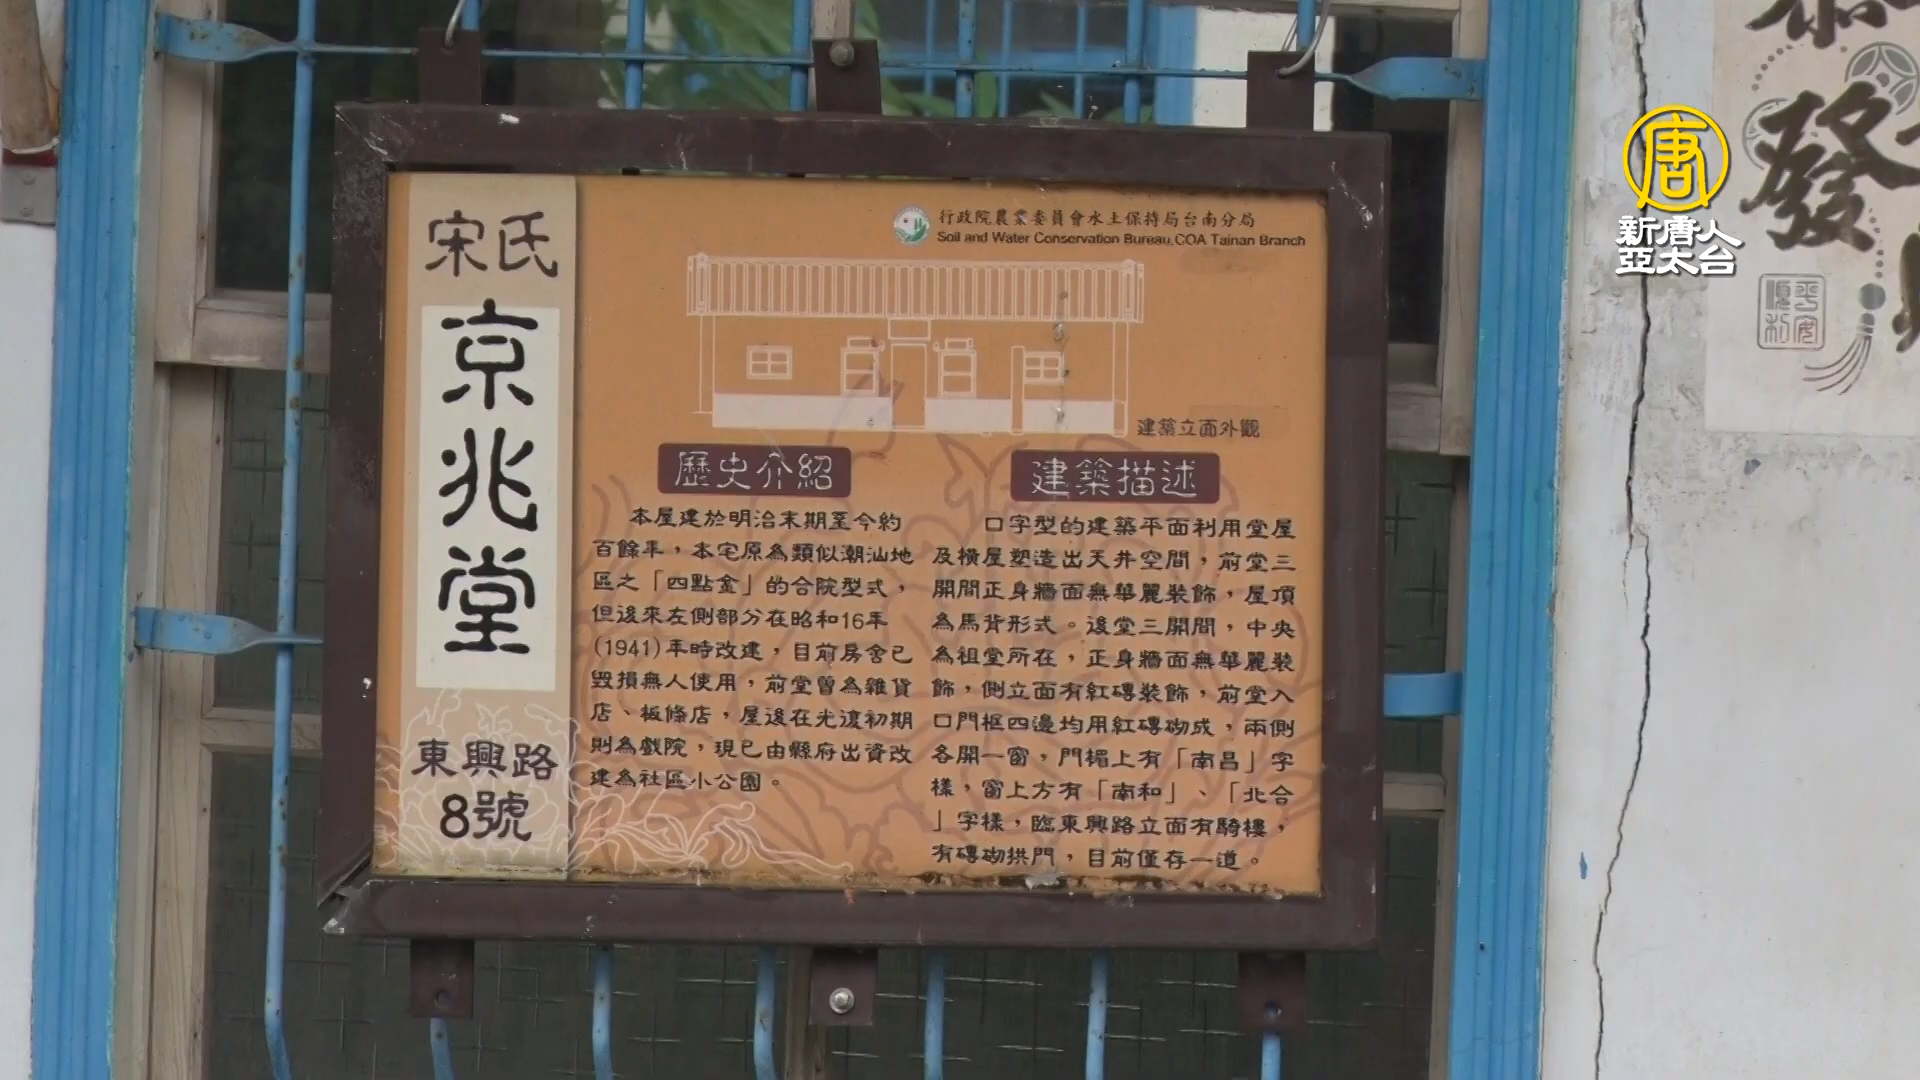 宋氏
京兆堂
東興路
8號
行政院農業委員會水土保持局台南分局
Soil and Water Conservation Bureau,COA Tainan Branch
建築立面外觀
歷史介紹
本屋建於明治末期至今約
百餘年，本宅原為類似潮汕地
區之「四點金」的合院型式，
但後來左側部分在昭和16年
(1941)年時改建，目前房舍已
毀損無人使用，前堂曾為雜貨
店、粄條店，屋後在光復初期
則為戲院，現已由縣府出資改
建為社區小公園。
建築描述
口字型的建築平面利用堂屋
及橫屋塑造出天井空間，前堂三
開間正身牆面無華麗裝飾，屋頂
為馬背形式。後堂三開間，中央
為祖堂所在，正身牆面無華麗裝
飾，側立面有紅磚裝飾，前堂入
口門框四邊均用紅磚砌成，兩側
各開一窗，門楣上有「南昌」字
樣，窗上方有「南和」、「北合
」字樣，臨東興路立面有騎樓，
有磚砌拱門，目前僅存一道。
唐
新唐人
亞太台
發
平安
順利